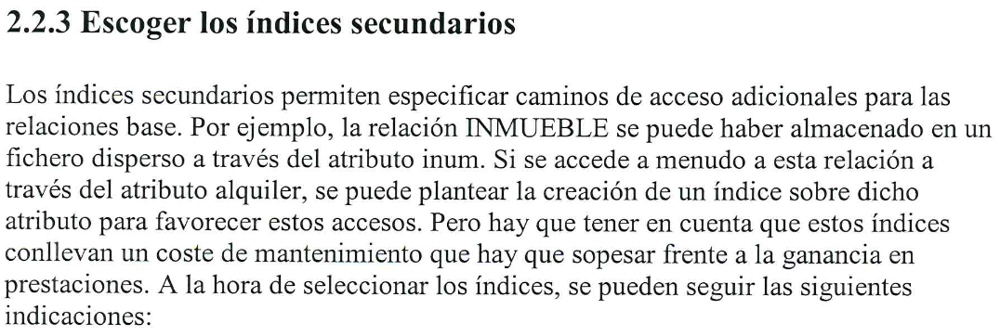 2.2.3 Escoger los índices secundarios
Los índices secundarios permiten especificar caminos de acceso adicionales para las
relaciones base. Por ejemplo, la relación INMUEBLE se puede haber almacenado en un
fichero disperso a través del atributo inum. Si se accede a menudo a esta relación a
través del atributo alquiler, se puede plantear la creación de un índice sobre dicho
atributo para favorecer estos accesos. Pero hay que tener en cuenta que estos índices
conllevan un coste de mantenimiento que hay que sopesar frente a la ganancia en
prestaciones. A la hora de seleccionar los índices, se pueden seguir las siguientes
indicaciones: